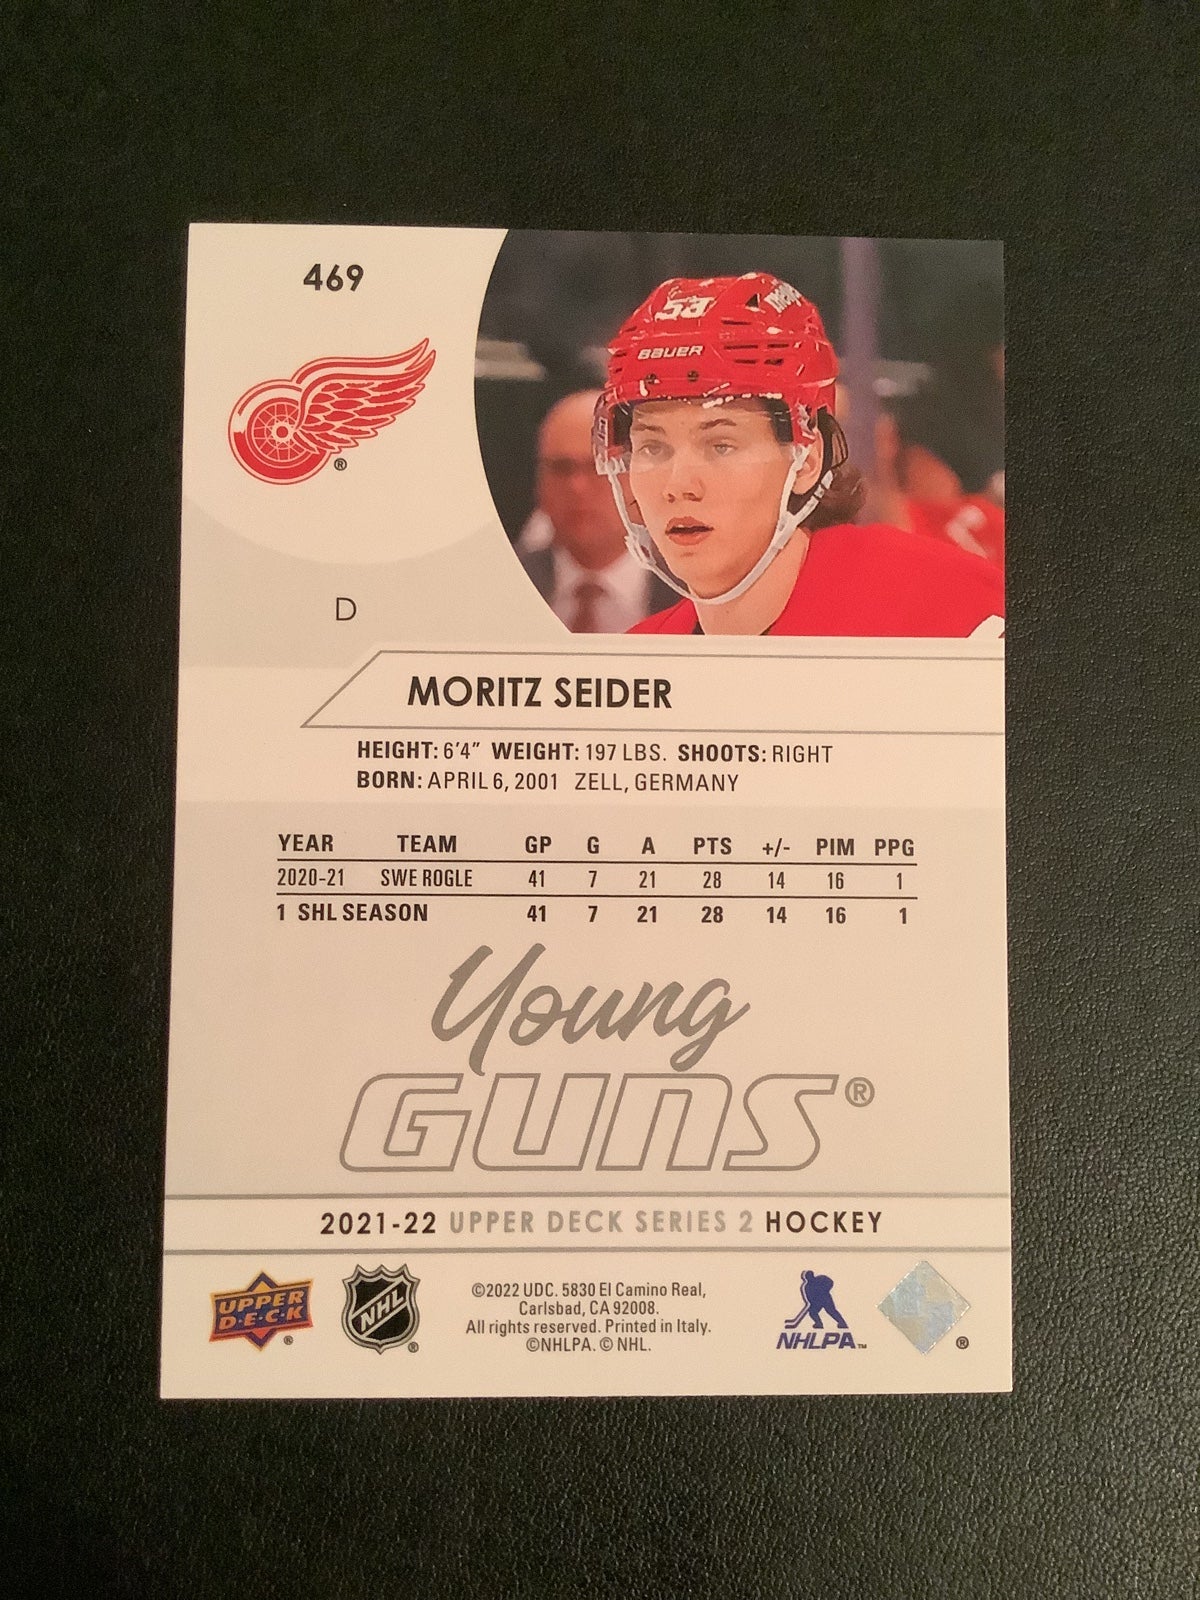 469
®
D
53
BAUER
MORITZ SEIDER
HEIGHT: 6'4" WEIGHT: 197 LBS. SHOOTS: RIGHT
BORN: APRIL 6, 2001 ZELL, GERMANY
YEAR TEAM GP G A PTS +/- PIM PPG
2020-21 SWE ROGLE 41 7 21 28 14 16 1
1 SHL SEASON 41 7 21 28 14 16 1
Young
GUNS®
2021-22 UPPER DECK SERIES 2 HOCKEY
UPPER
D•E•C•K
®
NHL
®
©2022 UDC. 5830 El Camino Real,
Carlsbad, CA 92008.
All rights reserved. Printed in Italy.
©NHLPA. © NHL.
NHLPA™
®